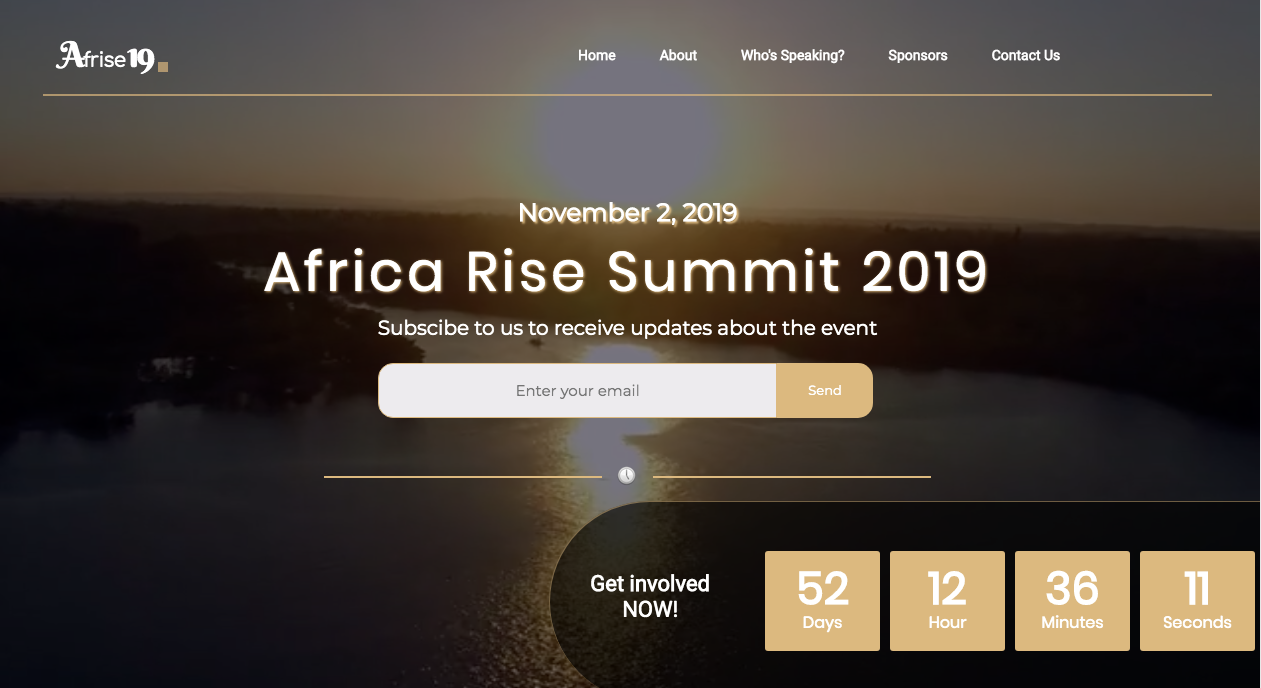 Afrise19
Home About Who's Speaking? Sponsors Contact Us
November 2, 2019
Africa Rise Summit 2019
Subscibe to us to receive updates about the event
Enter your email Send
Get involved
NOW!
52 12 36 11
Days Hour Minutes Seconds